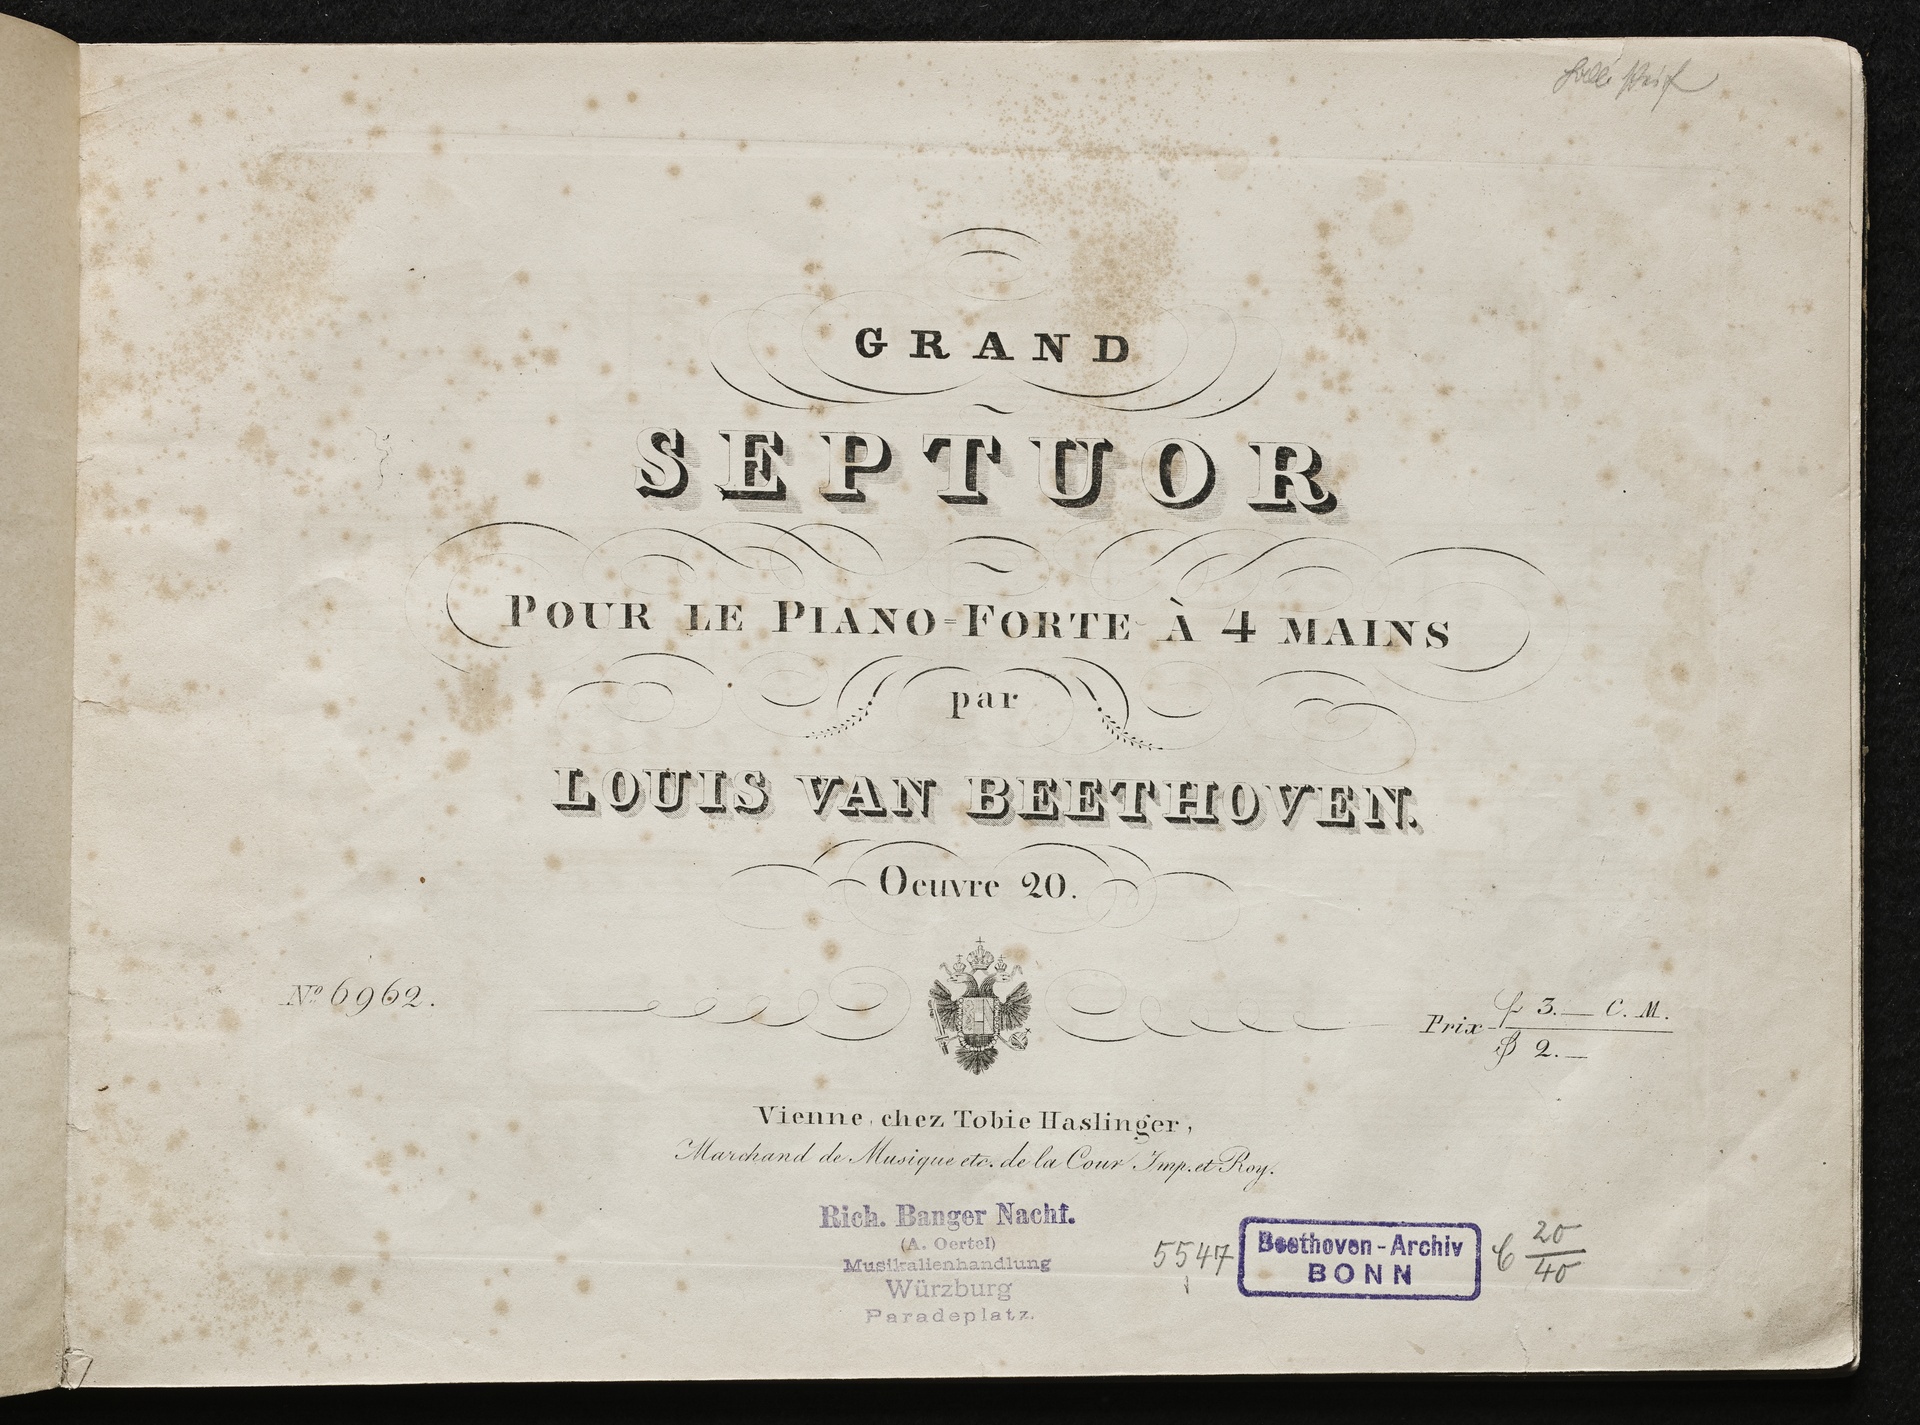 GRAND
SEPTUOR
POUR LE PIANO=FORTE À 4 MAINS
par
LOUIS VAN BEETHOVEN.
Oeuvre 20.
No. 6962.
Prix f 3.— C. M.
2.—
Vienne, chez Tobie Haslinger,
Marchand de Musique etc. de la Cour Imp. et Roy.
Rich. Banger Nachf.
(A. Oertel)
Musikalienhandlung
Würzburg
Paradeplatz.
5547
Beethoven-Archiv
BONN
C 20
40